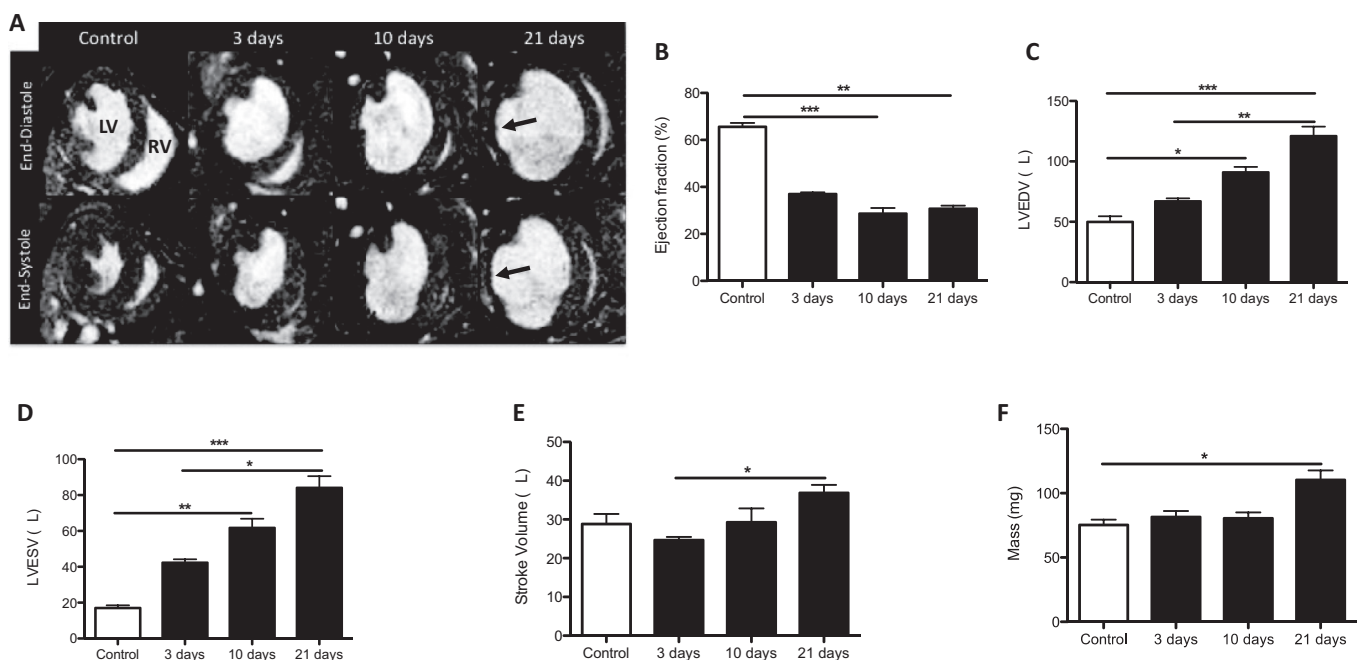 A
Control 3 days 10 days 21 days
End-Diastole
LV
RV
End-Systole
B
Ejection fraction (%)
80
60
40
20
0
**
***
Control 3 days 10 days 21 days
C
LVEDV ( L)
150
100
50
0
***
**
*
Control 3 days 10 days 21 days
D
LVESV ( L)
100
80
60
40
20
0
***
*
**
Control 3 days 10 days 21 days
E
Stroke Volume ( L)
50
40
30
20
10
0
*
Control 3 days 10 days 21 days
F
Mass (mg)
150
100
50
0
*
Control 3 days 10 days 21 days